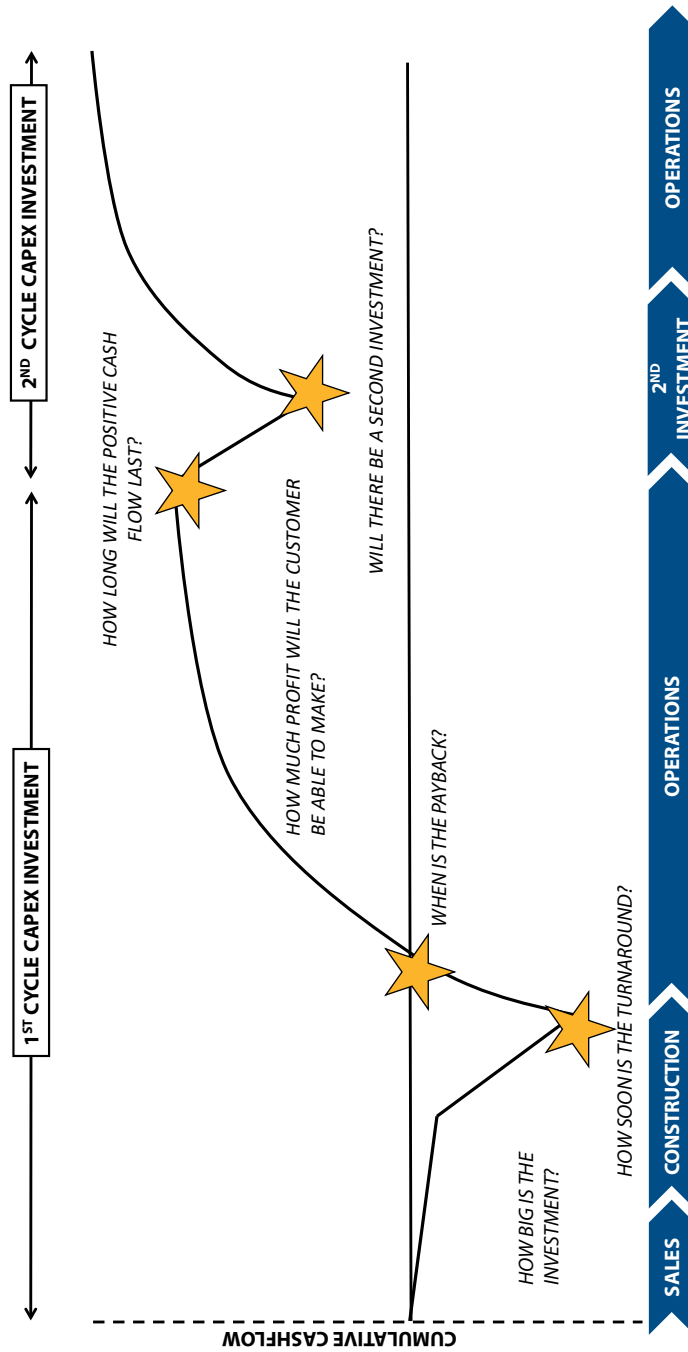 1ST CYCLE CAPEX INVESTMENT
2ND CYCLE CAPEX INVESTMENT
CUMULATIVE CASHFLOW
HOW LONG WILL THE POSITIVE CASH
FLOW LAST?
HOW MUCH PROFIT WILL THE CUSTOMER
BE ABLE TO MAKE?
WILL THERE BE A SECOND INVESTMENT?
WHEN IS THE PAYBACK?
HOW BIG IS THE
INVESTMENT?
HOW SOON IS THE TURNAROUND?
SALES
CONSTRUCTION
OPERATIONS
2ND
INVESTMENT
OPERATIONS